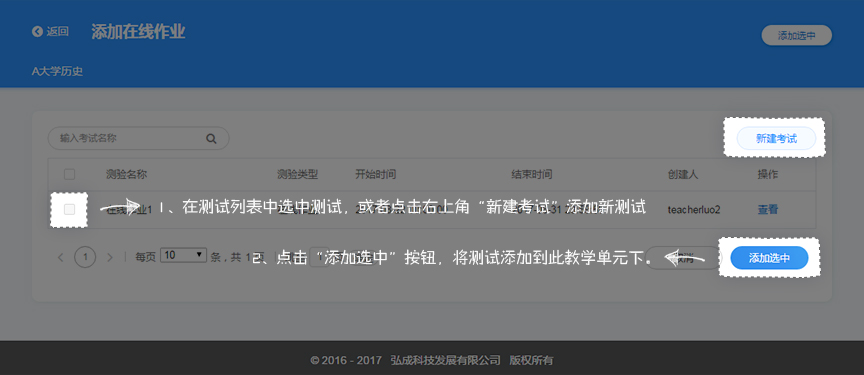 返回 添加在线作业 添加选中
A大学历史
输入考试名称 新建考试
测验名称 测验类型 开始时间 结束时间 创建人 操作
在线作业1 teacherluo2 查看
1、在测试列表中选中测试，或者点击右上角“新建考试”添加新测试
1 每页 10 条，共 取消 添加选中
2、点击“添加选中”按钮，将测试添加到此教学单元下。
© 2016 - 2017 弘成科技发展有限公司 版权所有